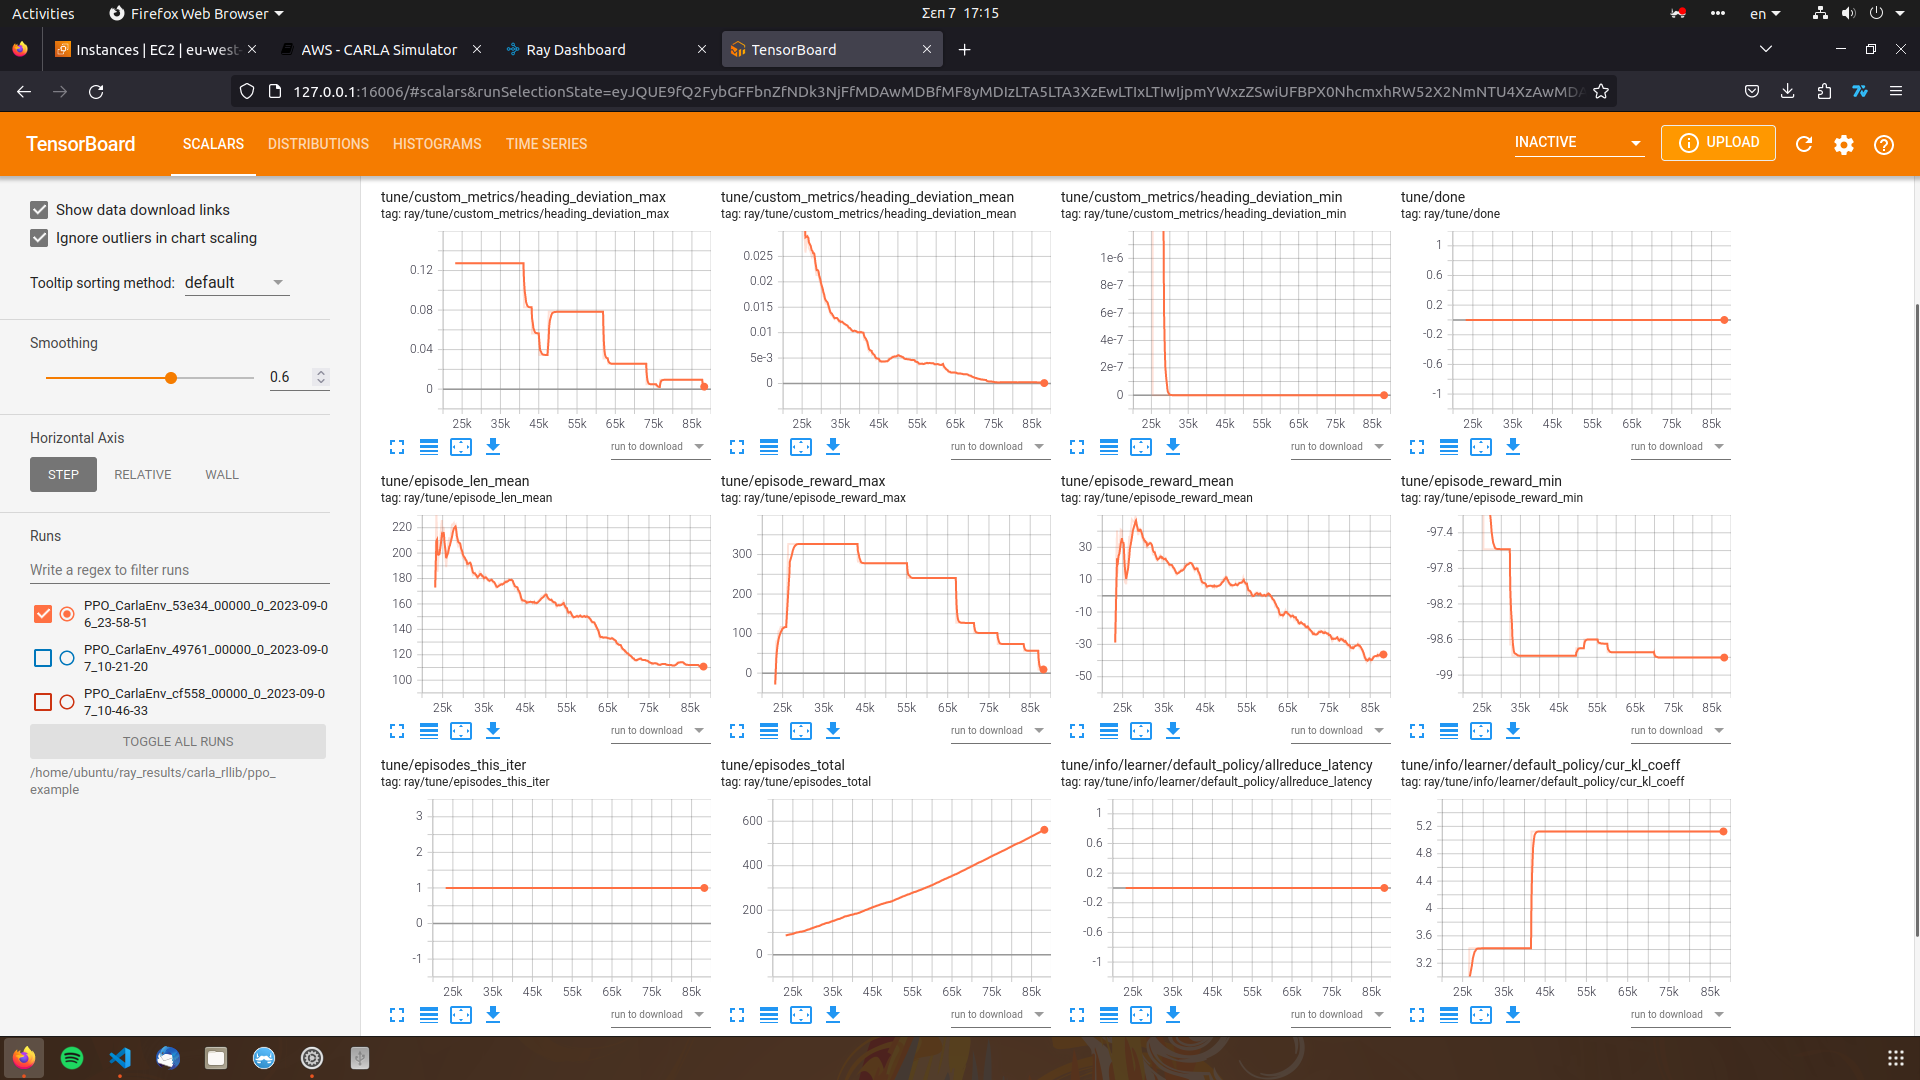 Activities
Firefox Web Browser
Σεπ 7 17:15
en
Instances | EC2 | eu-west-
AWS - CARLA Simulator
Ray Dashboard
TensorBoard
TensorBoard
SCALARS
DISTRIBUTIONS
HISTOGRAMS
TIME SERIES
INACTIVE
UPLOAD
Show data download links
Ignore outliers in chart scaling
Tooltip sorting method: default
Smoothing
0.6
Horizontal Axis
STEP
RELATIVE
WALL
Runs
Write a regex to filter runs
PPO_CarlaEnv_53e34_00000_0_2023-09-0
6_23-58-51
PPO_CarlaEnv_49761_00000_0_2023-09-0
7_10-21-20
PPO_CarlaEnv_cf558_00000_0_2023-09-0
7_10-46-33
TOGGLE ALL RUNS
/home/ubuntu/ray_results/carla_rllib/ppo_
example
tune/custom_metrics/heading_deviation_max
tag: ray/tune/custom_metrics/heading_deviation_max
0.12
0.08
0.04
0
25k 35k 45k 55k 65k 75k 85k
run to download
tune/custom_metrics/heading_deviation_mean
tag: ray/tune/custom_metrics/heading_deviation_mean
0.025
0.02
0.015
0.01
5e-3
0
25k 35k 45k 55k 65k 75k 85k
run to download
tune/custom_metrics/heading_deviation_min
tag: ray/tune/custom_metrics/heading_deviation_min
1e-6
8e-7
6e-7
4e-7
2e-7
0
25k 35k 45k 55k 65k 75k 85k
run to download
tune/done
tag: ray/tune/done
1
0.6
0.2
-0.2
-0.6
-1
25k 35k 45k 55k 65k 75k 85k
run to download
tune/episode_len_mean
tag: ray/tune/episode_len_mean
220
200
180
160
140
120
100
25k 35k 45k 55k 65k 75k 85k
run to download
tune/episode_reward_max
tag: ray/tune/episode_reward_max
300
200
100
0
25k 35k 45k 55k 65k 75k 85k
run to download
tune/episode_reward_mean
tag: ray/tune/episode_reward_mean
30
10
-10
-30
-50
25k 35k 45k 55k 65k 75k 85k
run to download
tune/episode_reward_min
tag: ray/tune/episode_reward_min
-97.4
-97.8
-98.2
-98.6
-99
25k 35k 45k 55k 65k 75k 85k
run to download
tune/episodes_this_iter
tag: ray/tune/episodes_this_iter
3
2
1
0
-1
25k 35k 45k 55k 65k 75k 85k
run to download
tune/episodes_total
tag: ray/tune/episodes_total
600
400
200
0
25k 35k 45k 55k 65k 75k 85k
run to download
tune/info/learner/default_policy/allreduce_latency
tag: ray/tune/info/learner/default_policy/allreduce_latency
1
0.6
0.2
-0.2
-0.6
-1
25k 35k 45k 55k 65k 75k 85k
run to download
tune/info/learner/default_policy/cur_kl_coeff
tag: ray/tune/info/learner/default_policy/cur_kl_coeff
5.2
4.8
4.4
4
3.6
3.2
25k 35k 45k 55k 65k 75k 85k
run to download